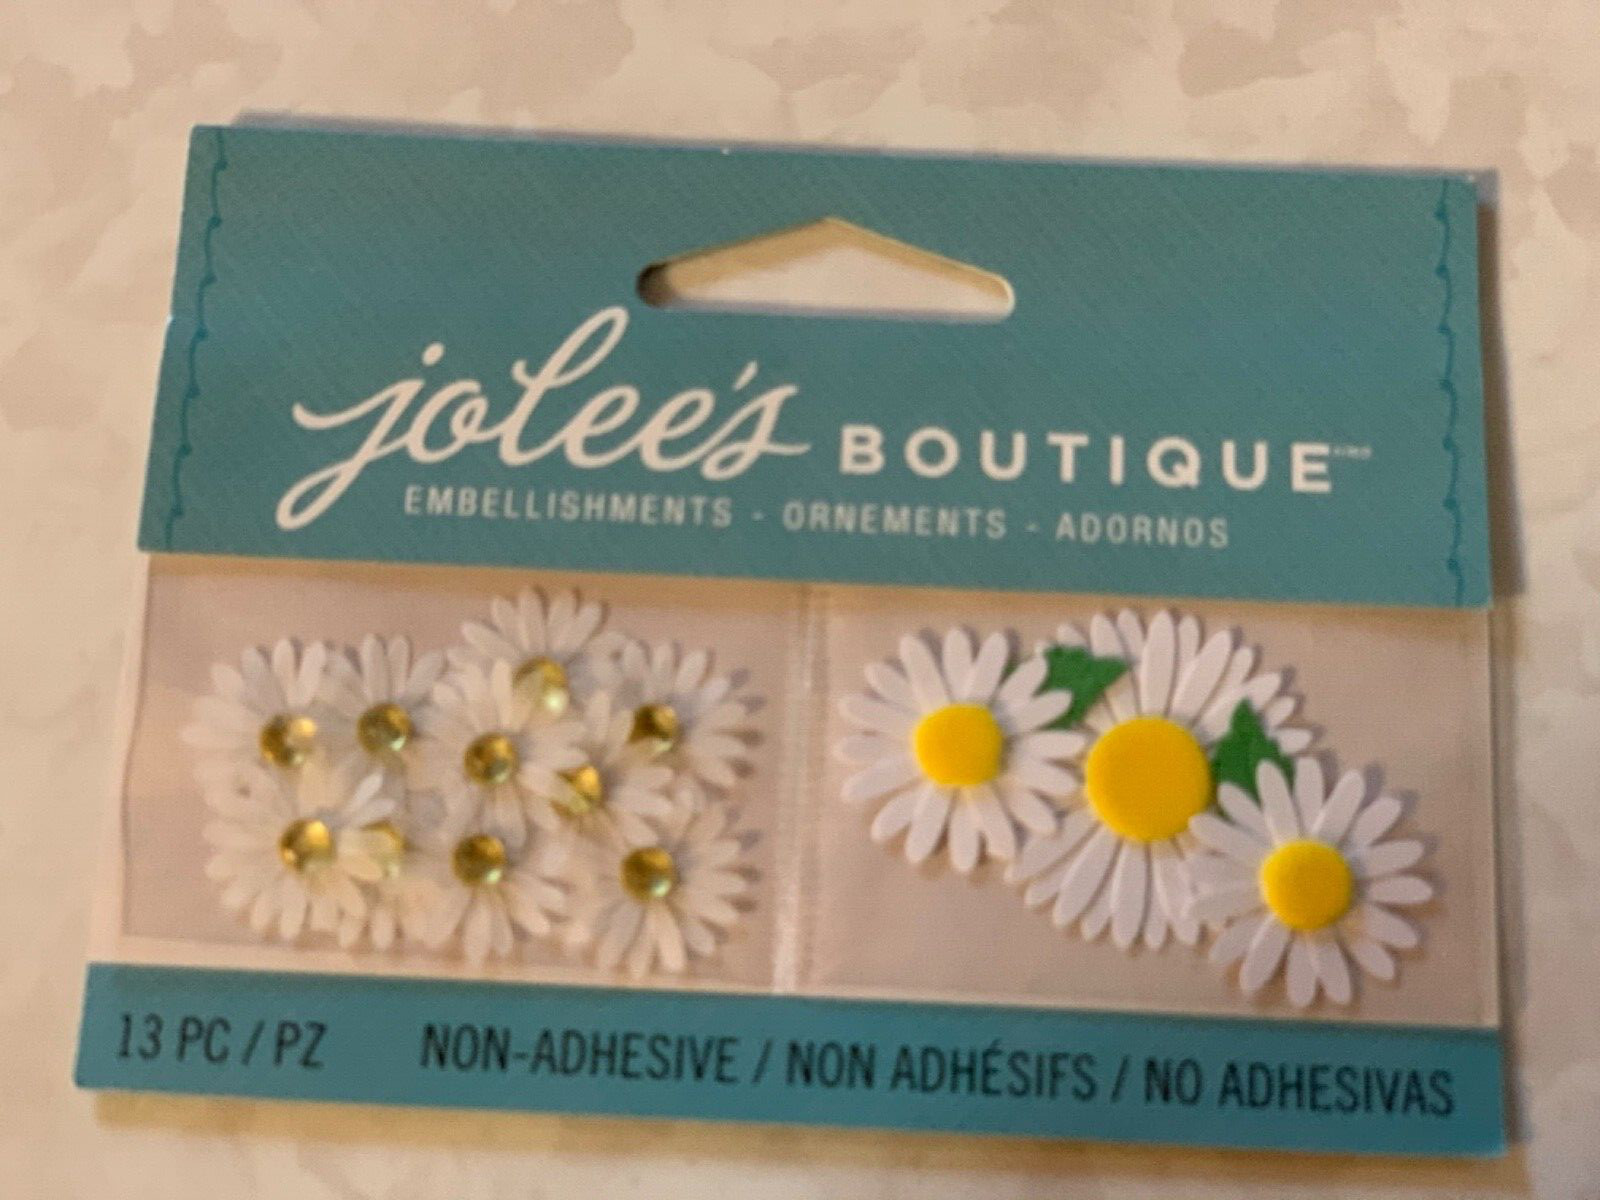 jolee's BOUTIQUE
EMBELLISHMENTS - ORNEMENTS - ADORNOS
13 PC / PZ NON-ADHESIVE / NON ADHÉSIFS / NO ADHESIVAS